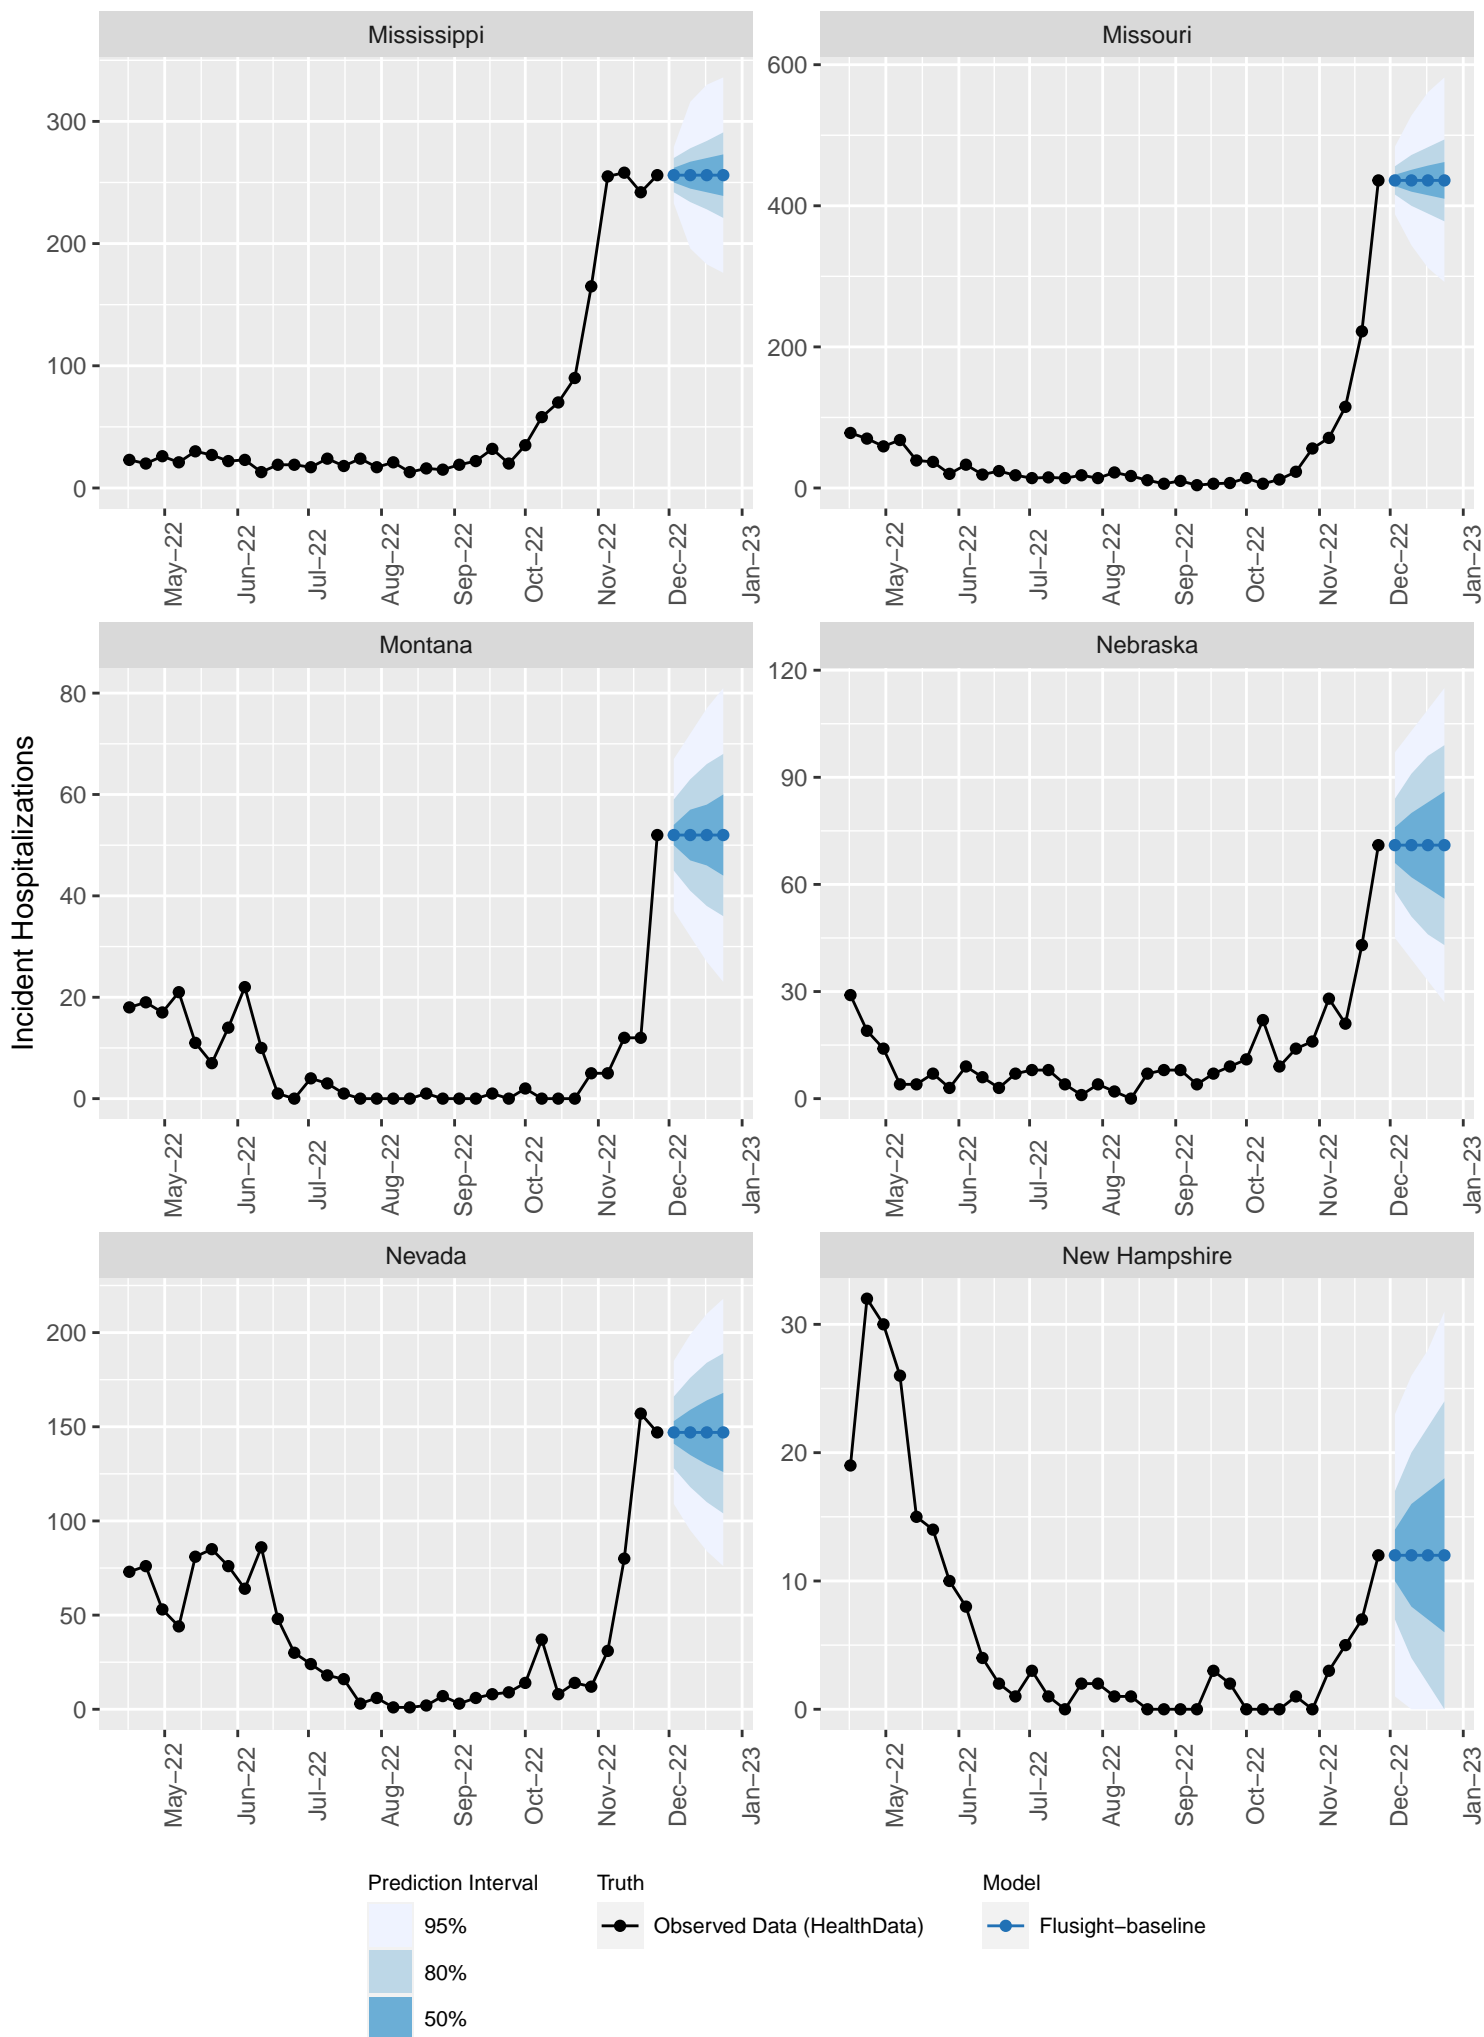 Mississippi
Missouri
300
200
100
0
600
400
200
0
May−22
Jun−22
Jul−22
Aug−22
Sep−22
Oct−22
Nov−22
Dec−22
Jan−23
May−22
Jun−22
Jul−22
Aug−22
Sep−22
Oct−22
Nov−22
Dec−22
Jan−23
Incident Hospitalizations
Montana
Nebraska
80
60
40
20
0
120
90
60
30
0
May−22
Jun−22
Jul−22
Aug−22
Sep−22
Oct−22
Nov−22
Dec−22
Jan−23
May−22
Jun−22
Jul−22
Aug−22
Sep−22
Oct−22
Nov−22
Dec−22
Jan−23
Nevada
New Hampshire
200
150
100
50
0
30
20
10
0
May−22
Jun−22
Jul−22
Aug−22
Sep−22
Oct−22
Nov−22
Dec−22
Jan−23
May−22
Jun−22
Jul−22
Aug−22
Sep−22
Oct−22
Nov−22
Dec−22
Jan−23
Prediction Interval
95%
80%
50%
Truth
Observed Data (HealthData)
Model
Flusight−baseline